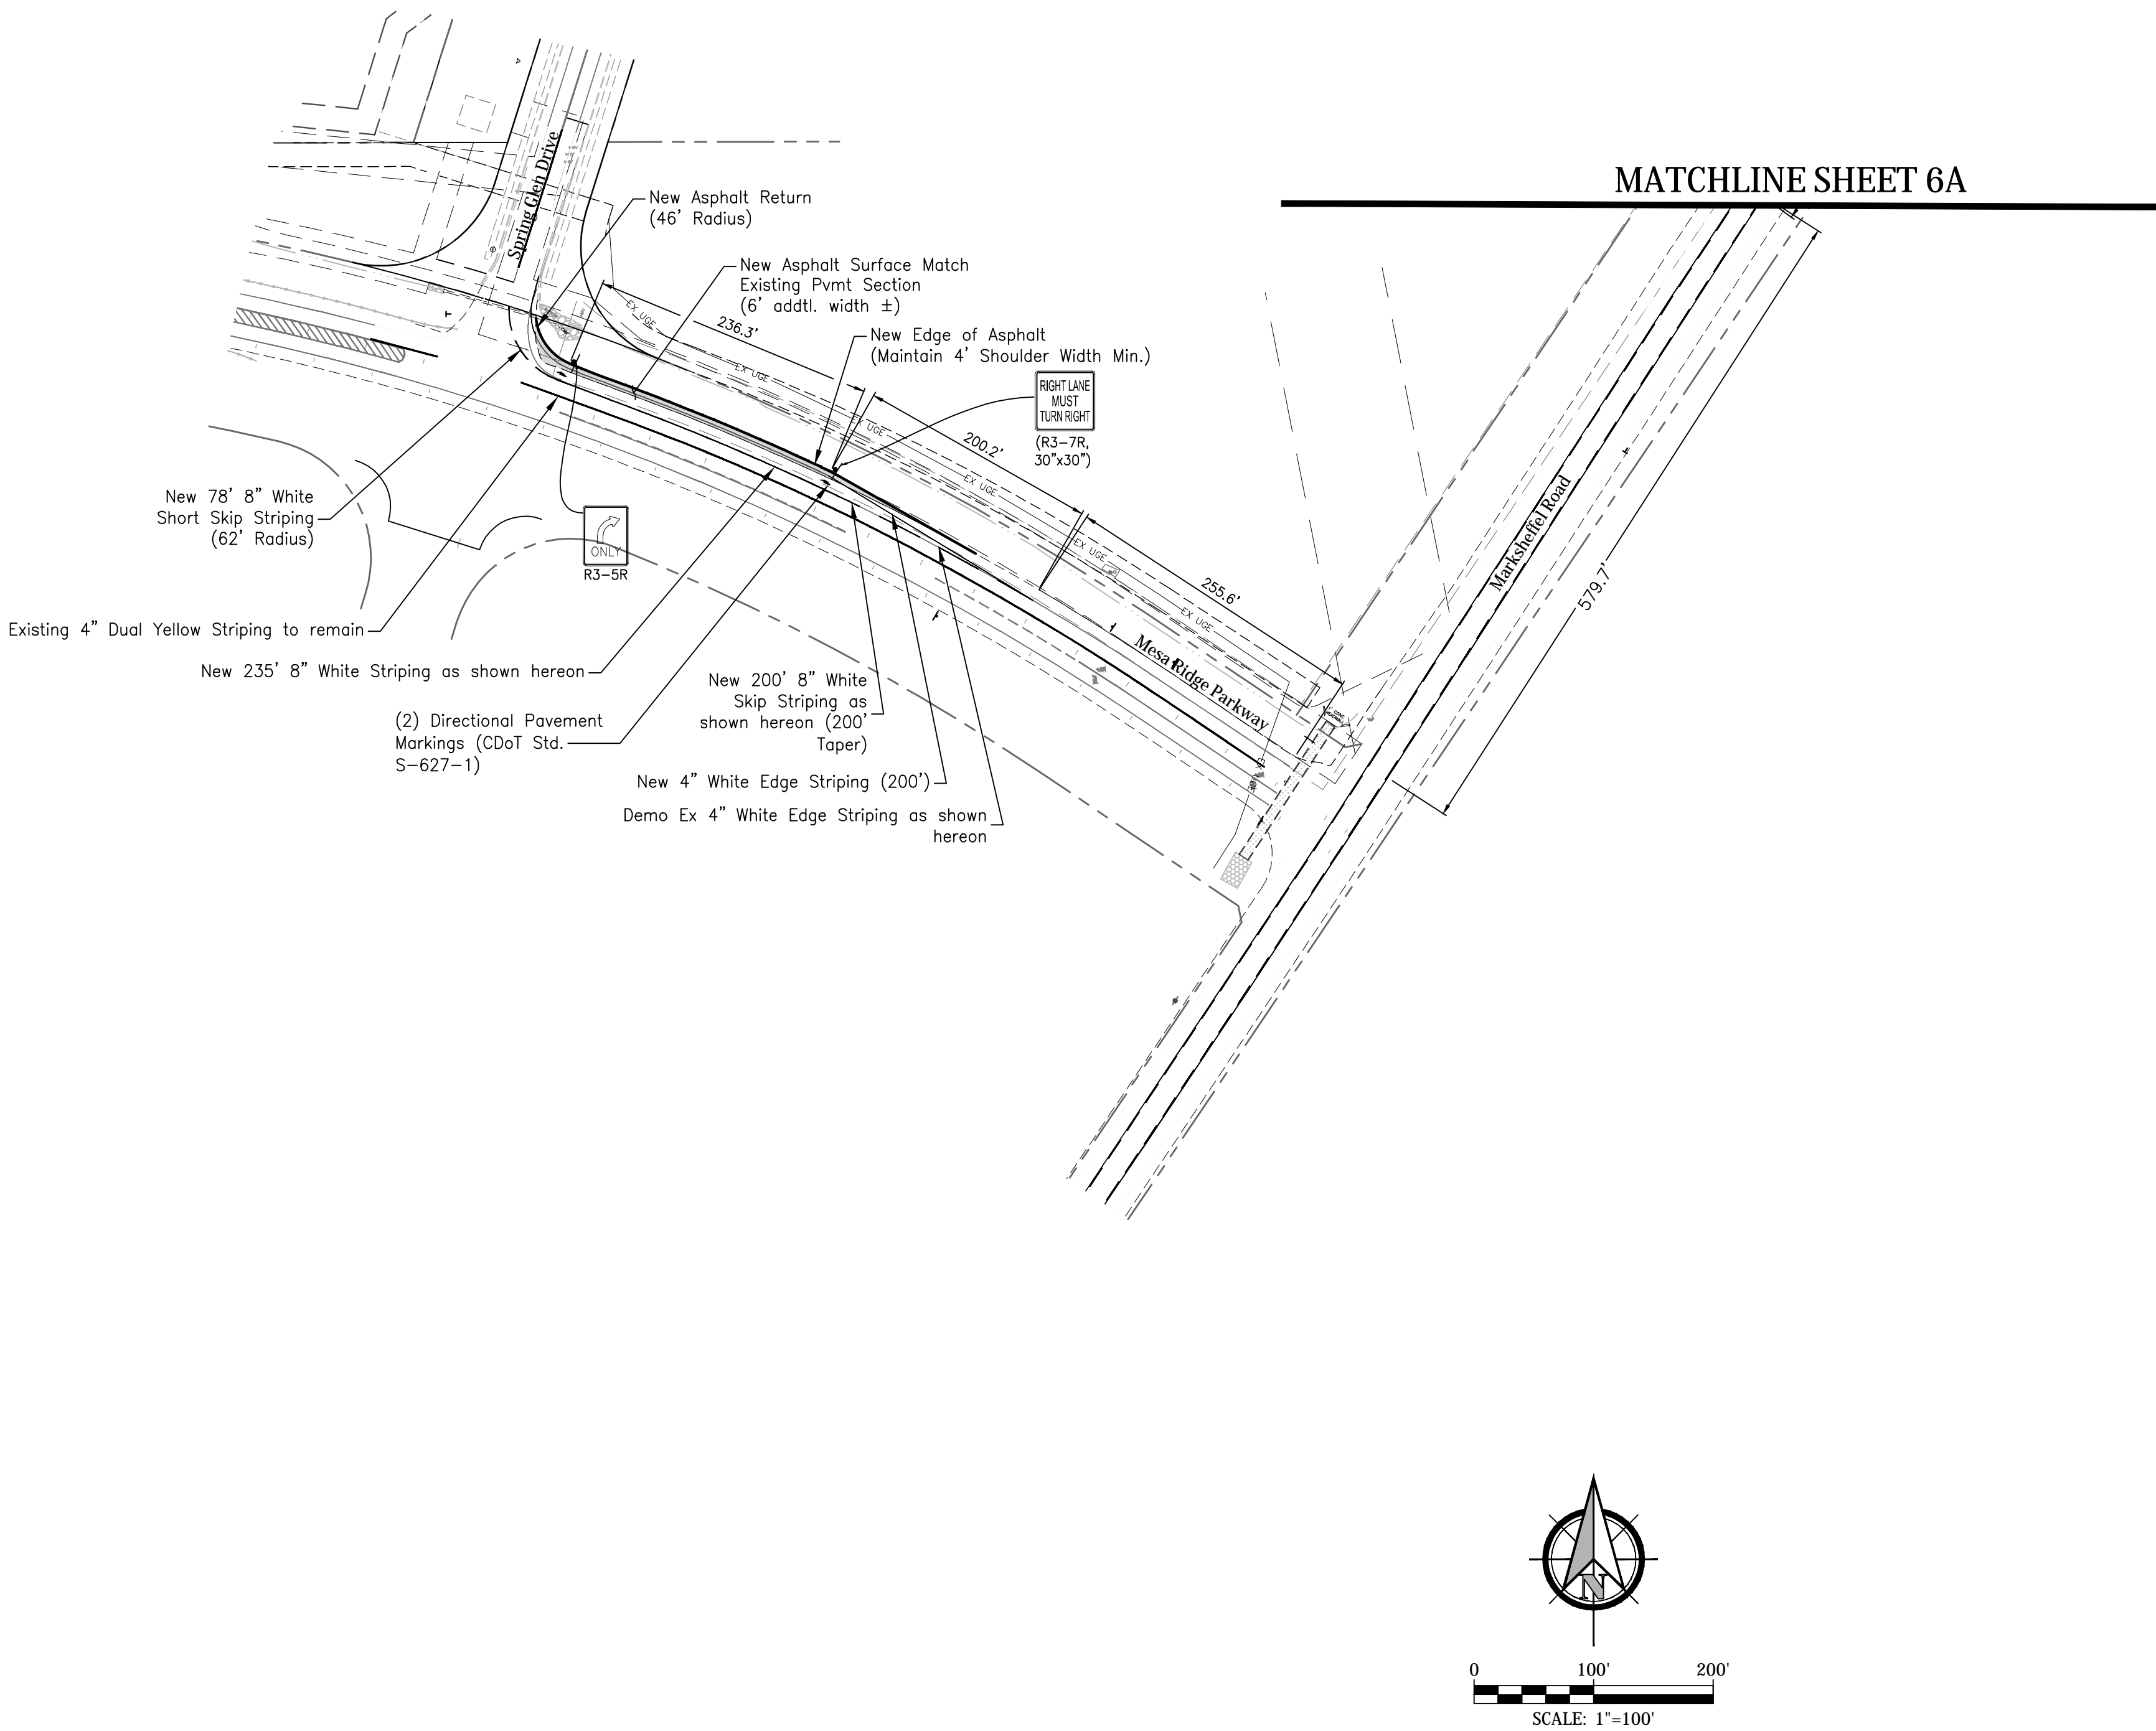 MATCHLINE SHEET 6A
Spring Glen Drive
New Asphalt Return
(46' Radius)
New Asphalt Surface Match
Existing Pvmt Section
(6' addtl. width ±)
New Edge of Asphalt
(Maintain 4' Shoulder Width Min.)
EX UGE
236.3'
EX UGE
EX UGE
RIGHT LANE
MUST
TURN RIGHT
(R3-7R,
30"x30")
200.2'
EX UGE
EX UGE
255.6'
EX UGE
Marksheffel Road
579.7'
Mesa Ridge Parkway
New 78' 8" White
Short Skip Striping
(62' Radius)
ONLY
R3-5R
Existing 4" Dual Yellow Striping to remain
New 235' 8" White Striping as shown hereon
(2) Directional Pavement
Markings (CDoT Std.
S-627-1)
New 200' 8" White
Skip Striping as
shown hereon (200'
Taper)
New 4" White Edge Striping (200')
Demo Ex 4" White Edge Striping as shown
hereon
N
0 100' 200'
SCALE: 1"=100'